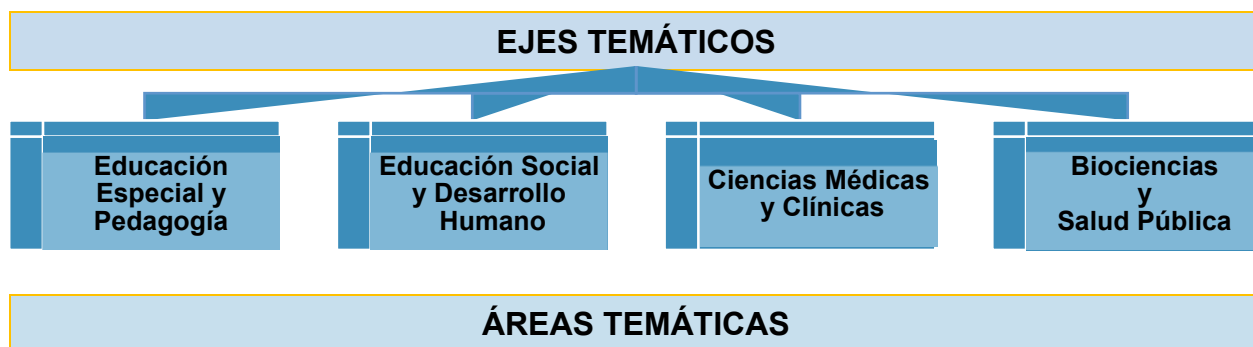 EJES TEMÁTICOS
Educación
Especial y
Pedagogía
Educación Social
y Desarrollo
Humano
Ciencias Médicas
y Clínicas
Biociencias
y
Salud Pública
ÁREAS TEMÁTICAS